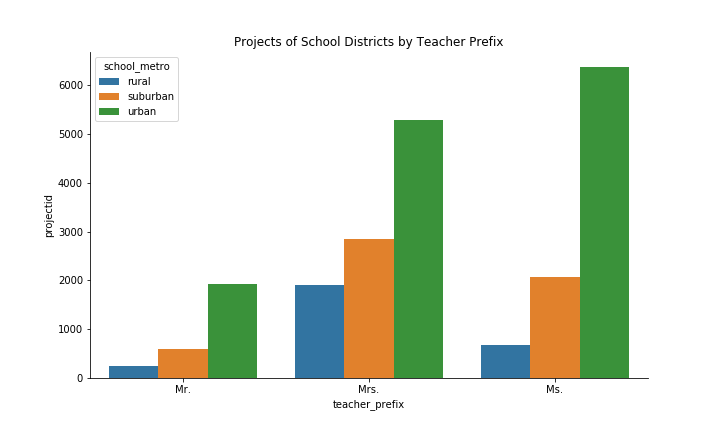 Projects of School Districts by Teacher Prefix
school_metro
rural
suburban
urban
6000
5000
4000
3000
2000
1000
0
projectid
Mr.
Mrs.
Ms.
teacher_prefix